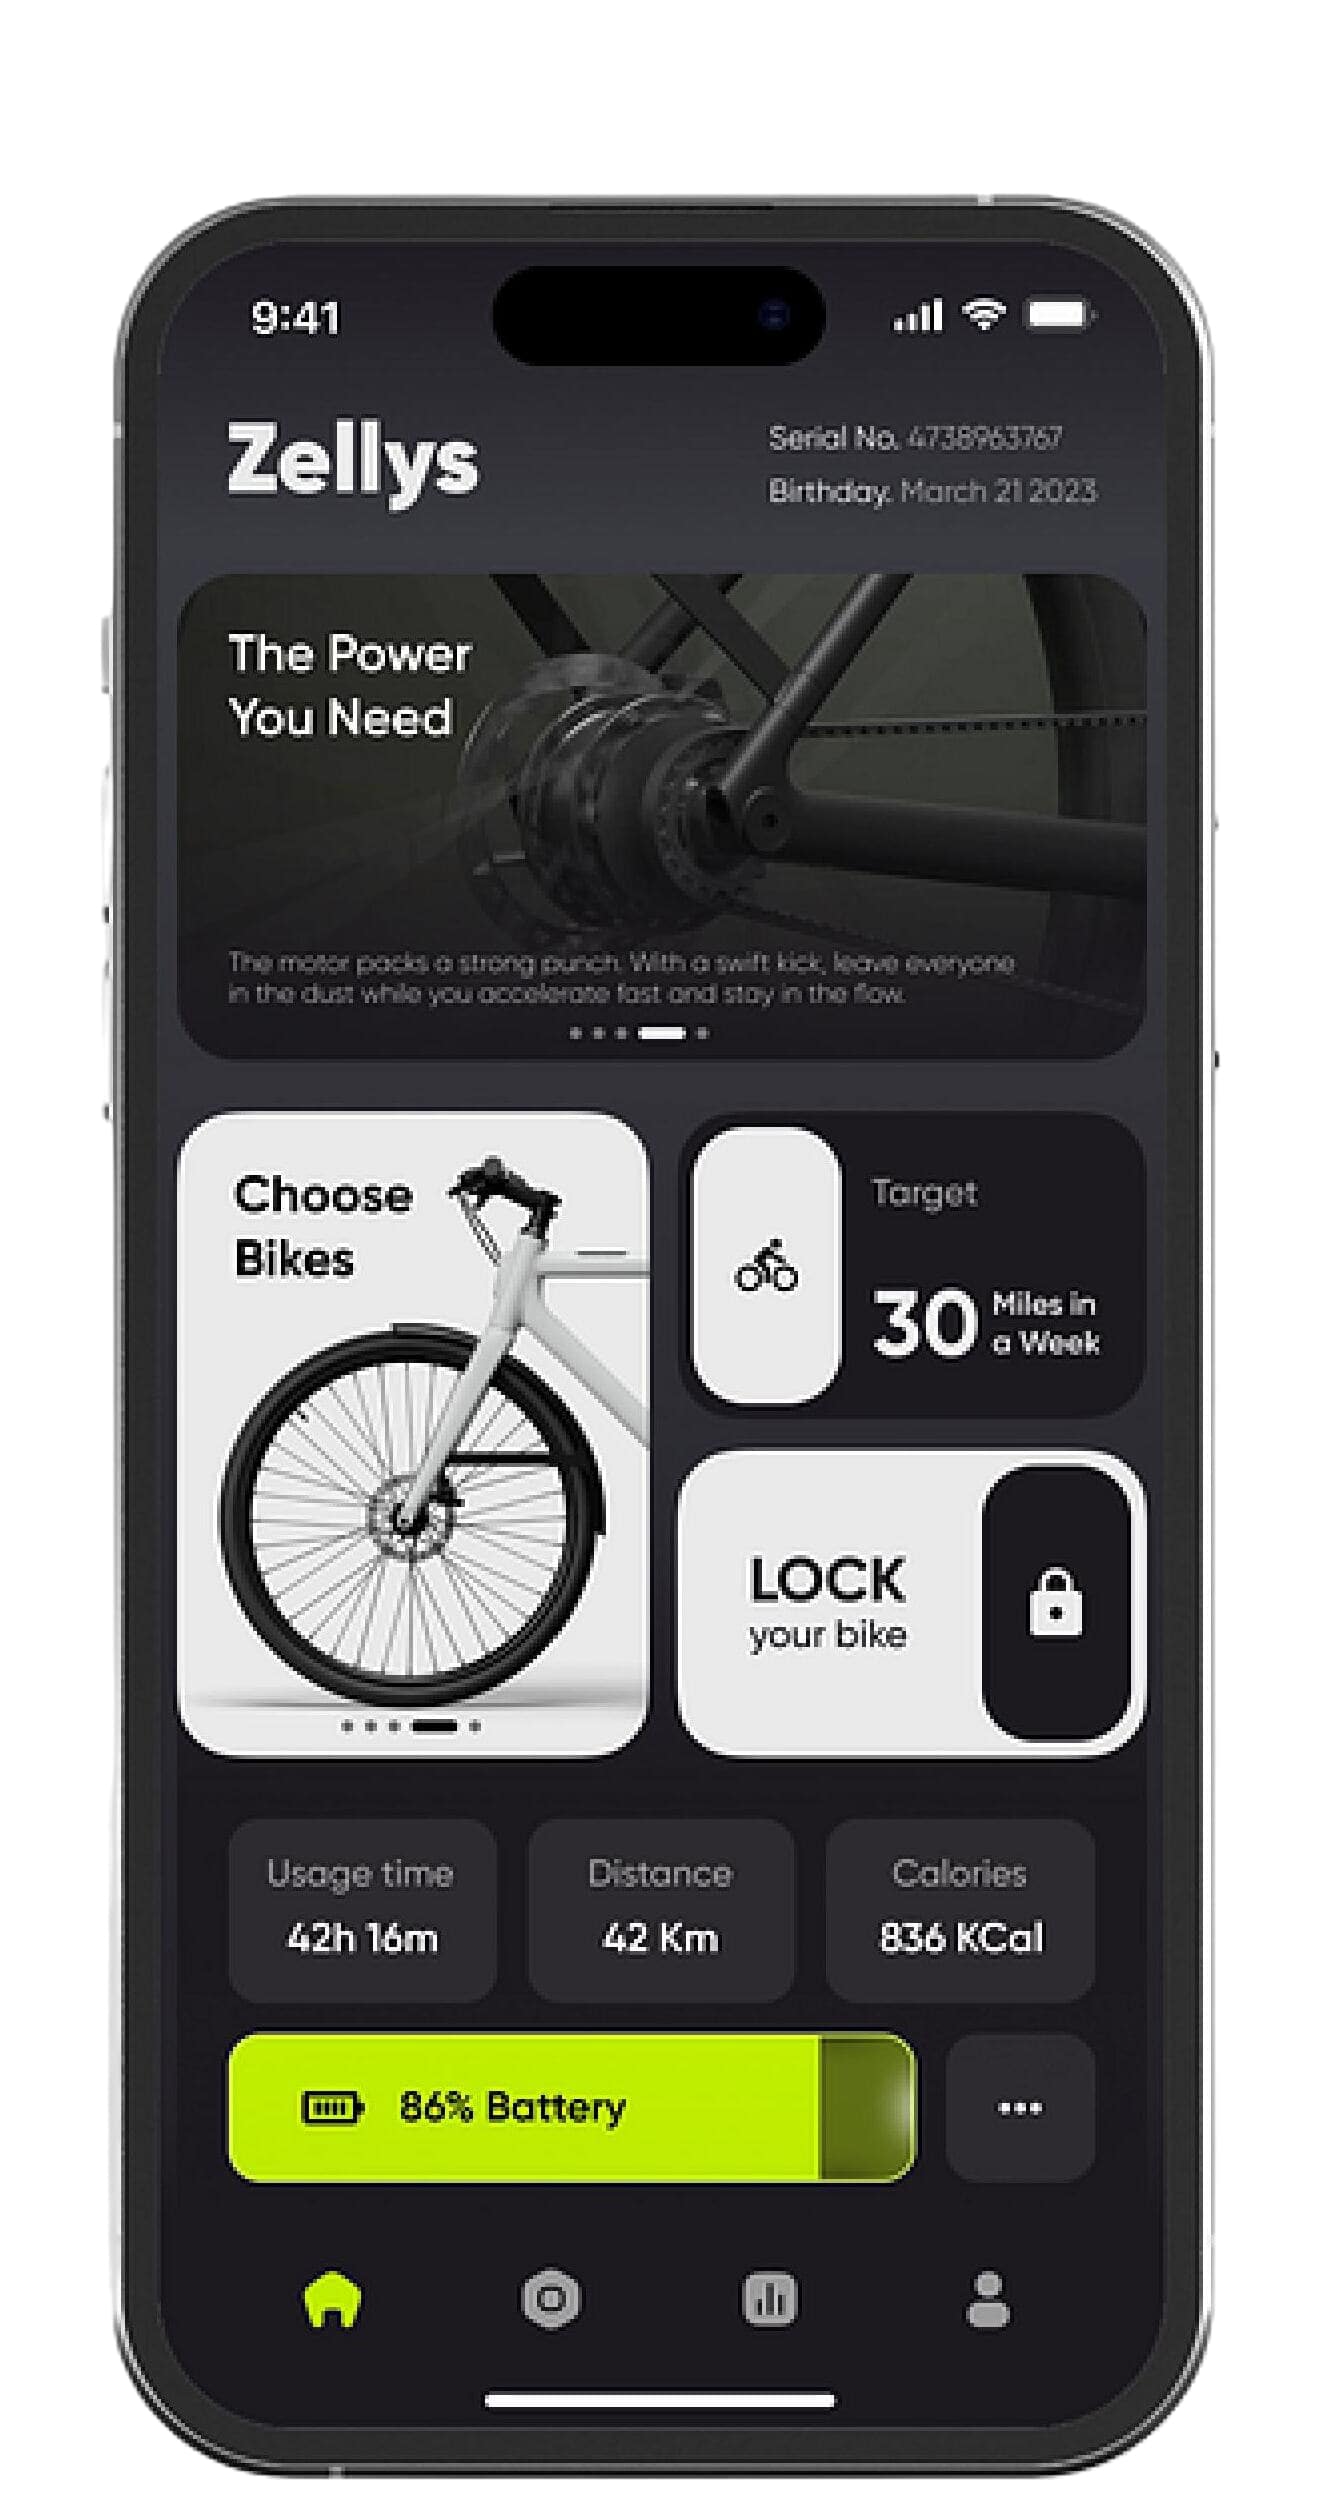 9:41
Zellys
Serial No. 4738963767
Birthday. March 21 2023
The Power
You Need
The motor packs a strong punch. With a swift kick, leave everyone
in the dust while you accelerate fast and stay in the flow.
Choose
Bikes
Target
30 Miles in
a Week
LOCK
your bike
Usage time
42h 16m
Distance
42 Km
Calories
836 KCal
86% Battery